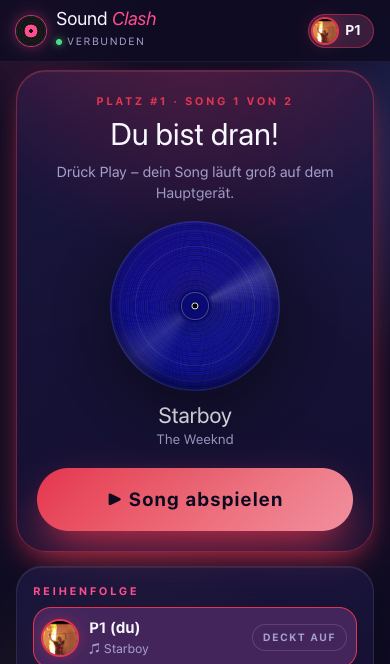 Sound Clash
VERBUNDEN
P1
PLATZ #1 · SONG 1 VON 2
Du bist dran!
Drück Play – dein Song läuft groß auf dem
Hauptgerät.
Starboy
The Weeknd
Song abspielen
REIHENFOLGE
P1 (du)
Starboy
DECKT AUF